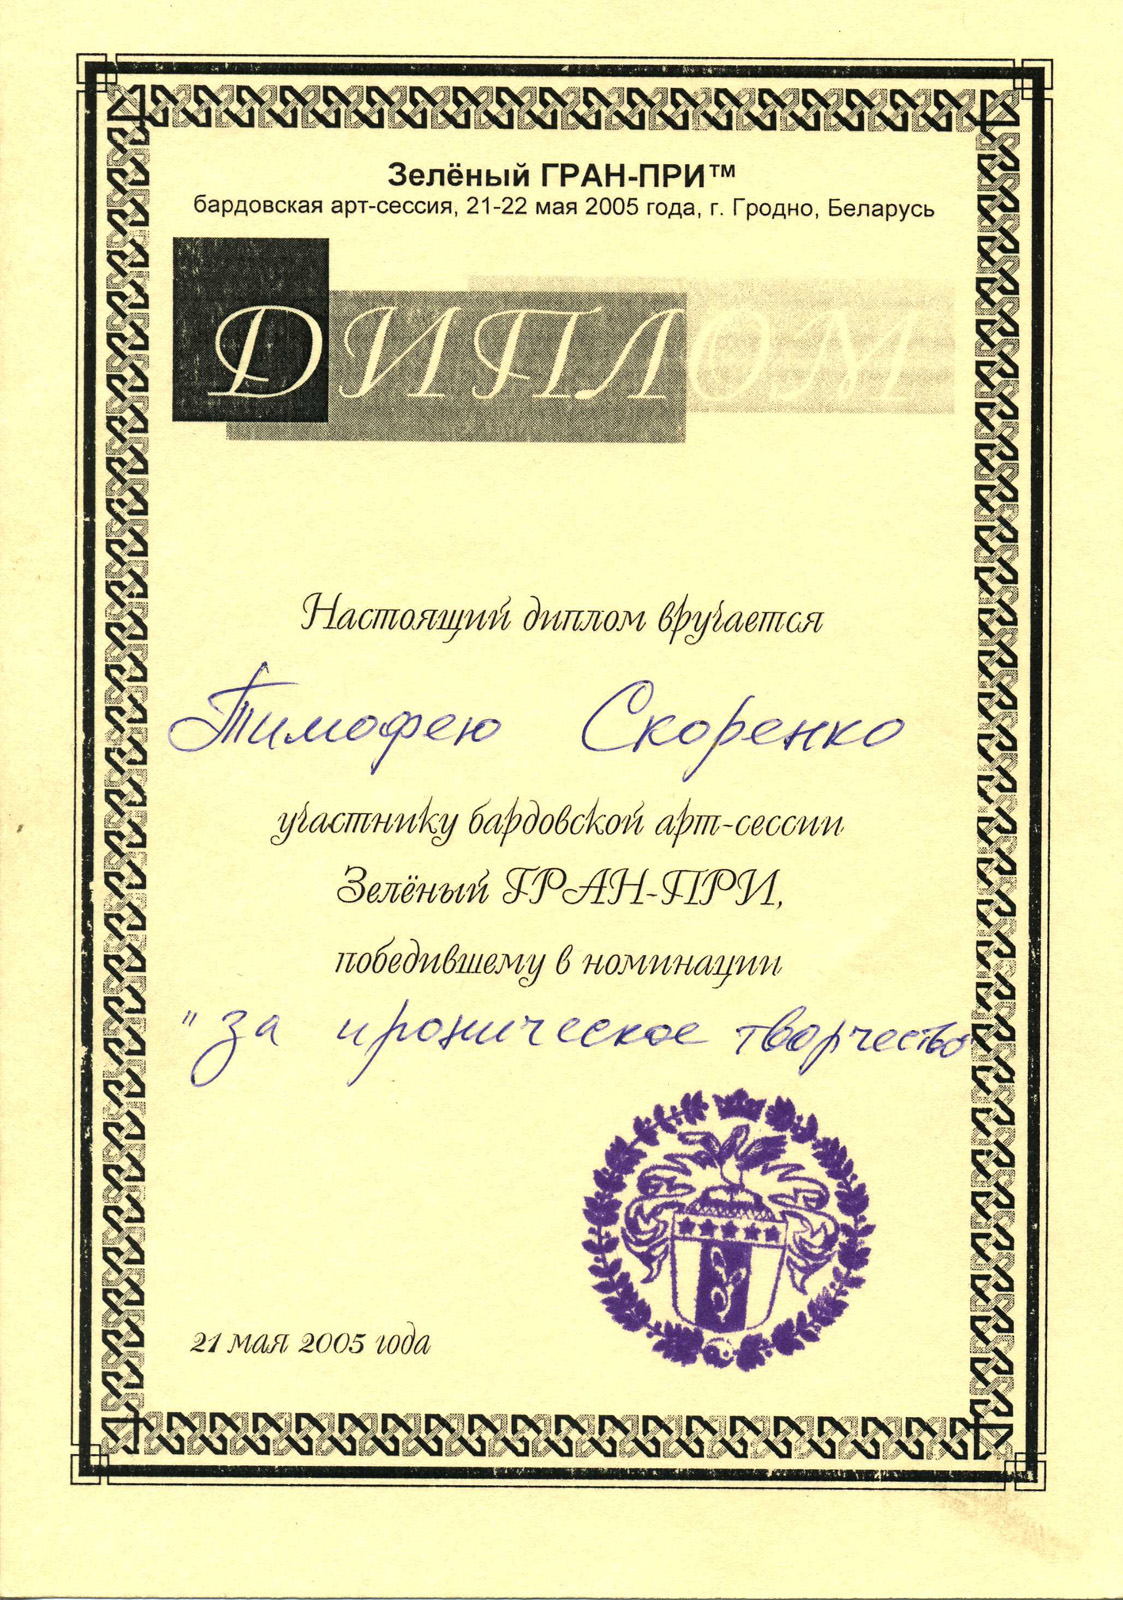 Зелёный ГРАН-ПРИ™
бардовская арт-сессия, 21-22 мая 2005 года, г. Гродно, Беларусь
ДИПЛОМ
Настоящий диплом вручается
Тимофею Скоренко
участнику бардовской арт-сессии
Зелёный ГРАН-ПРИ,
победившему в номинации
"за ироническое творчество"
21 мая 2005 года